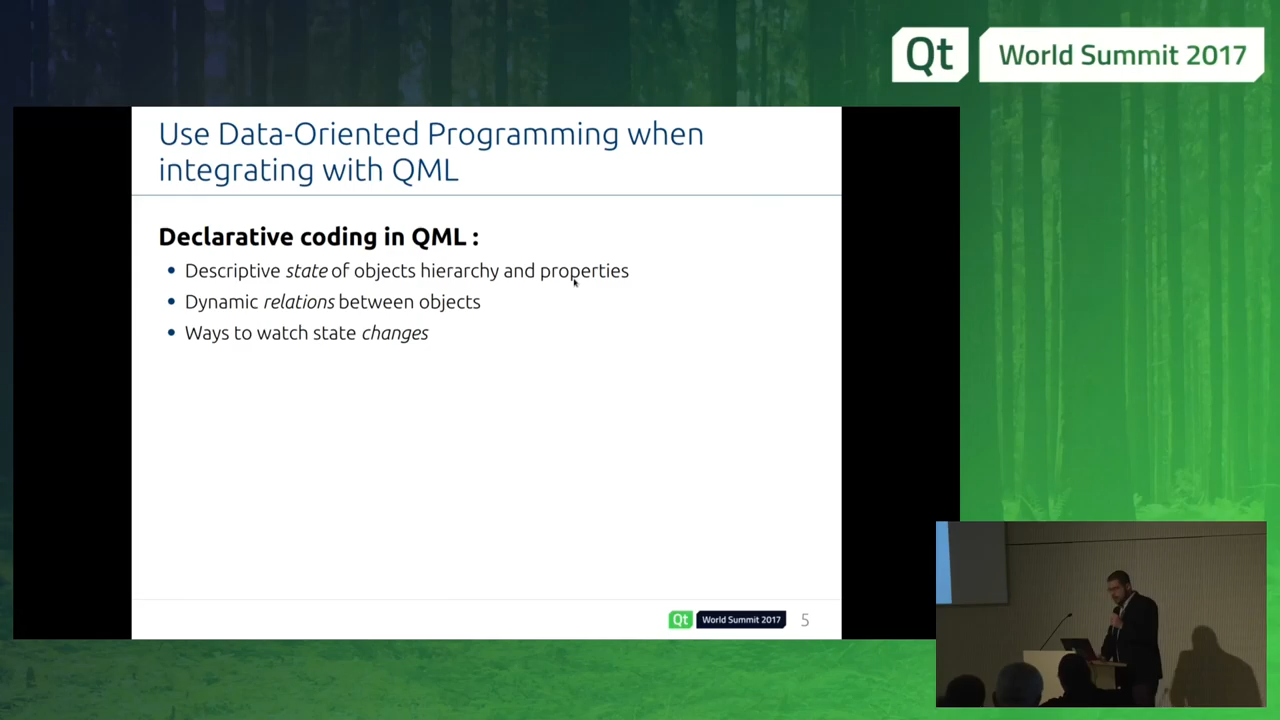 Qt World Summit 2017
Use Data-Oriented Programming when
integrating with QML
Declarative coding in QML :
• Descriptive state of objects hierarchy and properties
• Dynamic relations between objects
• Ways to watch state changes
Qt World Summit 2017 5